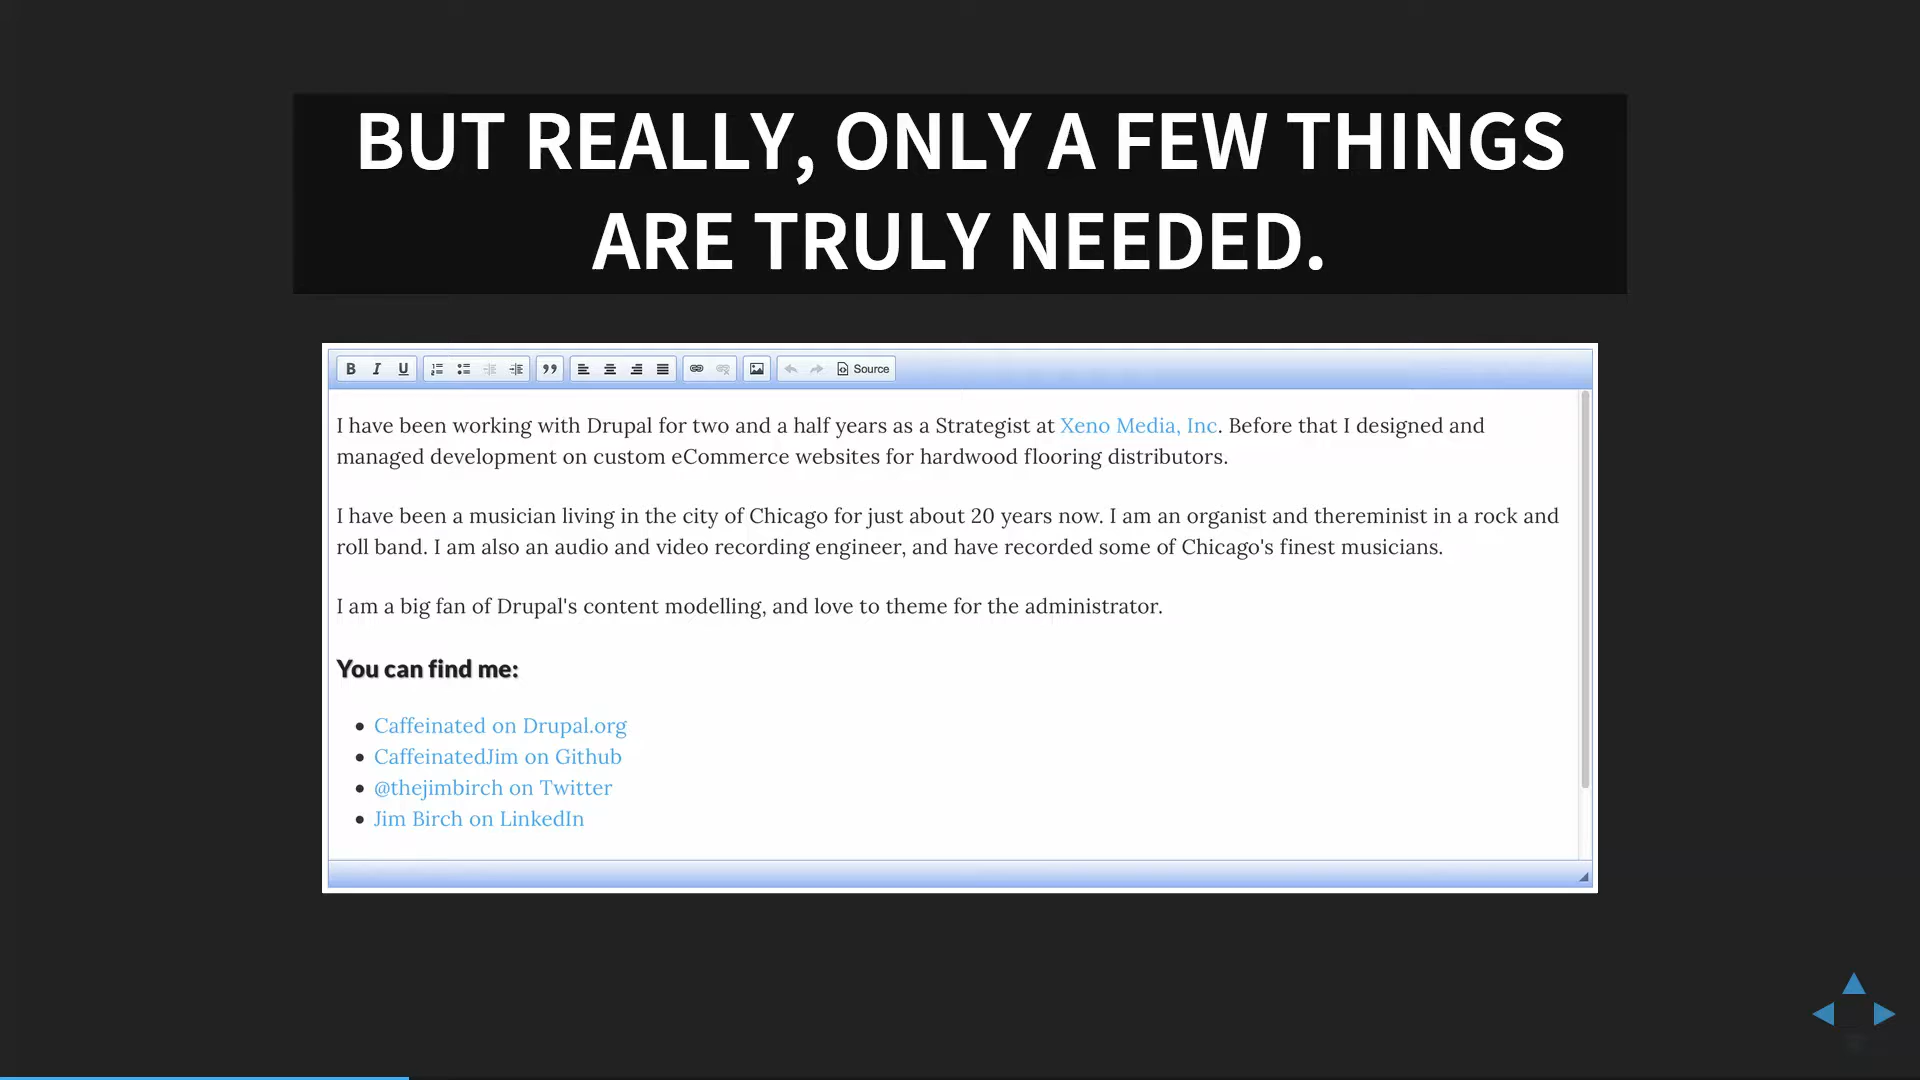 BUT REALLY, ONLY A FEW THINGS
ARE TRULY NEEDED.
B I U Source
I have been working with Drupal for two and a half years as a Strategist at Xeno Media, Inc. Before that I designed and
managed development on custom eCommerce websites for hardwood flooring distributors.
I have been a musician living in the city of Chicago for just about 20 years now. I am an organist and thereminist in a rock and
roll band. I am also an audio and video recording engineer, and have recorded some of Chicago's finest musicians.
I am a big fan of Drupal's content modelling, and love to theme for the administrator.
You can find me:
• Caffeinated on Drupal.org
• CaffeinatedJim on Github
• @thejimbirch on Twitter
• Jim Birch on LinkedIn